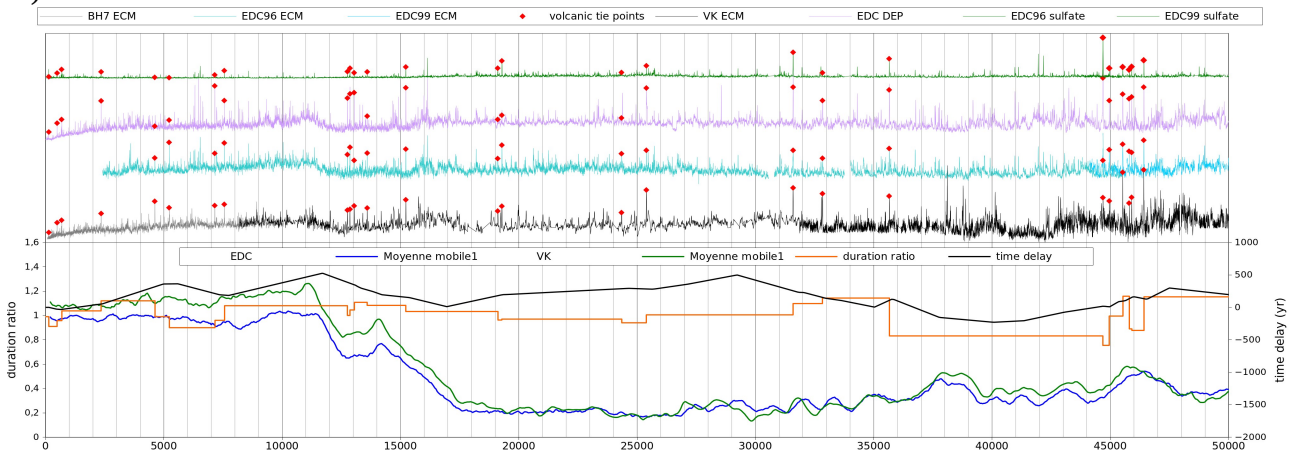 )
BH7 ECM EDC96 ECM EDC99 ECM volcanic tie points VK ECM EDC DEP EDC96 sulfate EDC99 sulfate
1,6 1000
EDC Moyenne mobile1 VK Moyenne mobile1 duration ratio time delay
1,4 500
1,2 0
1 -500
0,8 -1000
0,6 -1500
0,4 -2000
0,2
0
duration ratio
time delay (yr)
0 5000 10000 15000 20000 25000 30000 35000 40000 45000 50000